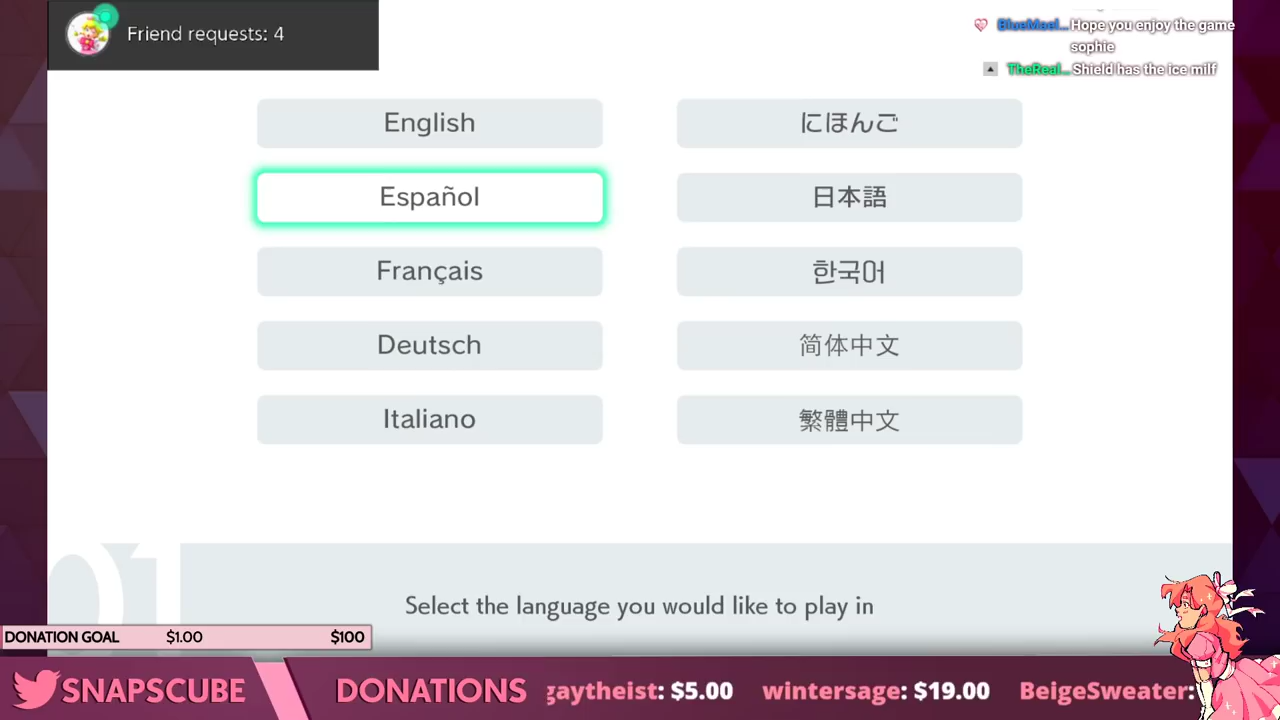 Friend requests: 4
BlueMael... Hope you enjoy the game
sophie
TheReal... Shield has the ice milf
English
にほんご
Español
日本語
Français
한국어
Deutsch
简体中文
Italiano
繁體中文
01
Select the language you would like to play in
DONATION GOAL $1.00 $100
SNAPSCUBE DONATIONS gaytheist: $5.00 wintersage: $19.00 BeigeSweater: